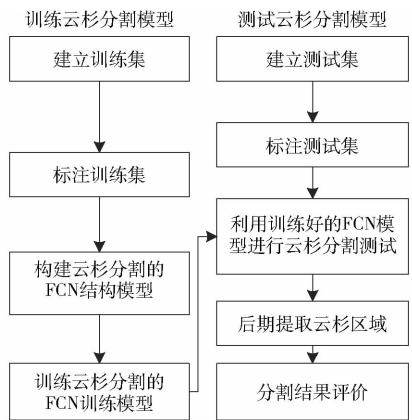 训练云杉分割模型
建立训练集
标注训练集
构建云杉分割的
FCN结构模型
训练云杉分割的
FCN训练模型
测试云杉分割模型
建立测试集
标注测试集
利用训练好的FCN模
型进行云杉分割测试
后期提取云杉区域
分割结果评价